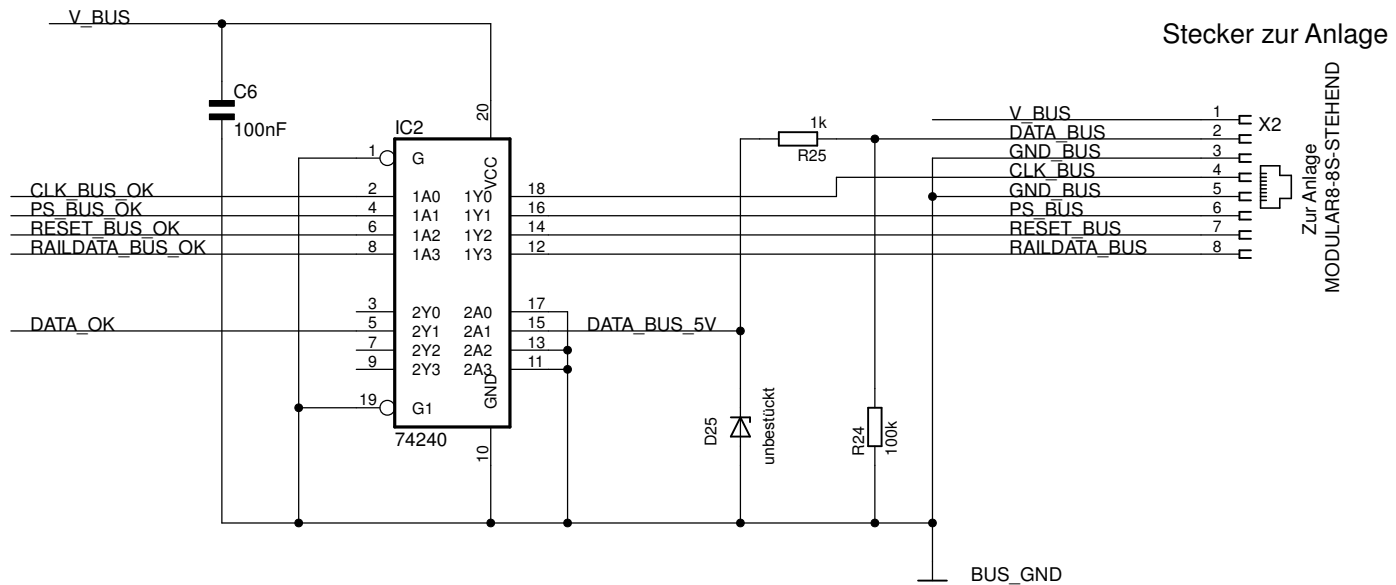 V_BUS
Stecker zur Anlage
C6
100nF
20
IC2
VCC
1
G
CLK_BUS_OK
2
1A0
1Y0
18
PS_BUS_OK
4
1A1
1Y1
16
RESET_BUS_OK
6
1A2
1Y2
14
RAILDATA_BUS_OK
8
1A3
1Y3
12
3
2Y0
2A0
17
DATA_OK
5
2Y1
2A1
15
DATA_BUS_5V
7
2Y2
2A2
13
9
2Y3
2A3
11
GND
19
G1
74240
10
1k
R25
D25
unbestückt
R24
100k
V_BUS
1
DATA_BUS
2
GND_BUS
3
CLK_BUS
4
GND_BUS
5
PS_BUS
6
RESET_BUS
7
RAILDATA_BUS
8
X2
Zur Anlage
MODULAR8-8S-STEHEND
BUS_GND